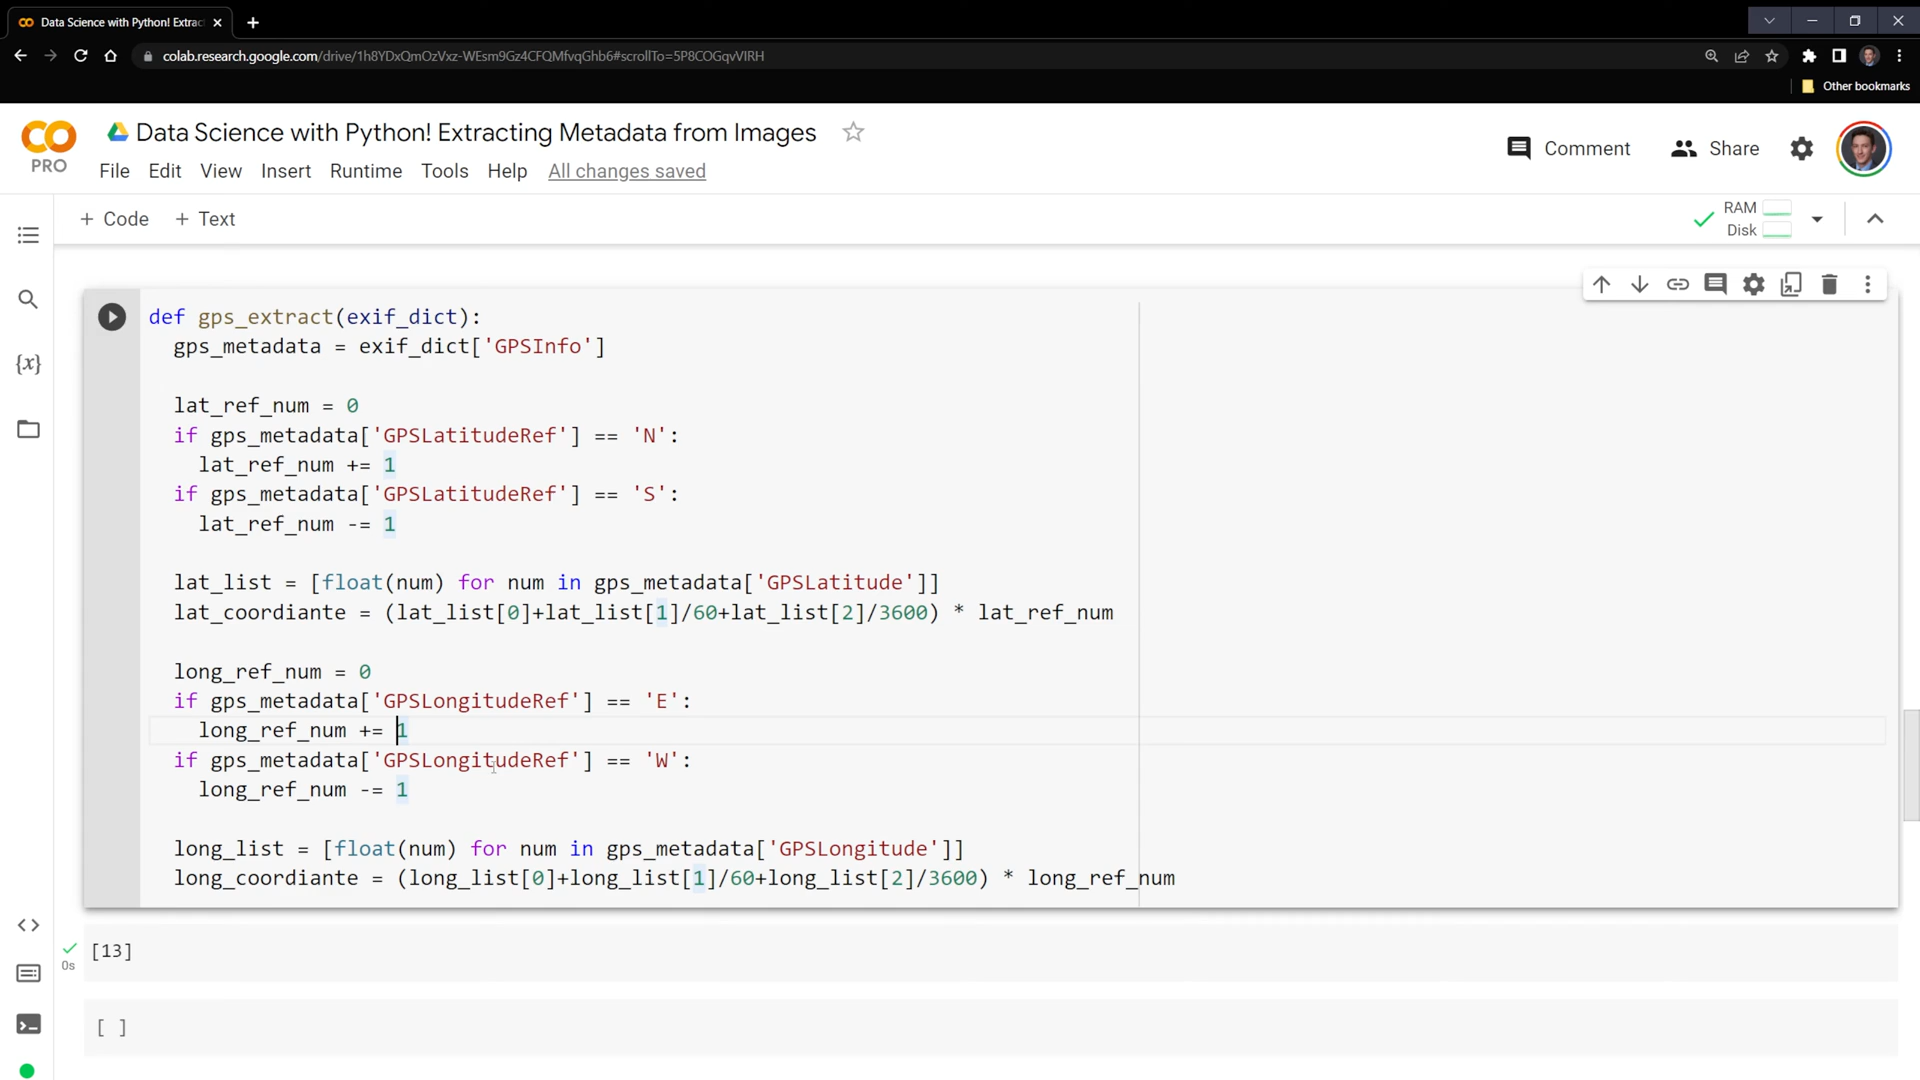 Data Science with Python! Extrac
colab.research.google.com/drive/1h8YDxQmOzVxz-WEsm9Gz4CFQMfvqGhb6#scrollTo=5P8COGqvVlRH
Other bookmarks
PRO
Data Science with Python! Extracting Metadata from Images
File Edit View Insert Runtime Tools Help All changes saved
Comment
Share
+ Code + Text
RAM
Disk
def gps_extract(exif_dict):
gps_metadata = exif_dict['GPSInfo']
lat_ref_num = 0
if gps_metadata['GPSLatitudeRef'] == 'N':
lat_ref_num += 1
if gps_metadata['GPSLatitudeRef'] == 'S':
lat_ref_num -= 1
lat_list = [float(num) for num in gps_metadata['GPSLatitude']]
lat_coordiante = (lat_list[0]+lat_list[1]/60+lat_list[2]/3600) * lat_ref_num
long_ref_num = 0
if gps_metadata['GPSLongitudeRef'] == 'E':
long_ref_num += 1
if gps_metadata['GPSLongitudeRef'] == 'W':
long_ref_num -= 1
long_list = [float(num) for num in gps_metadata['GPSLongitude']]
long_coordiante = (long_list[0]+long_list[1]/60+long_list[2]/3600) * long_ref_num
{x}
[13]
0s
[ ]